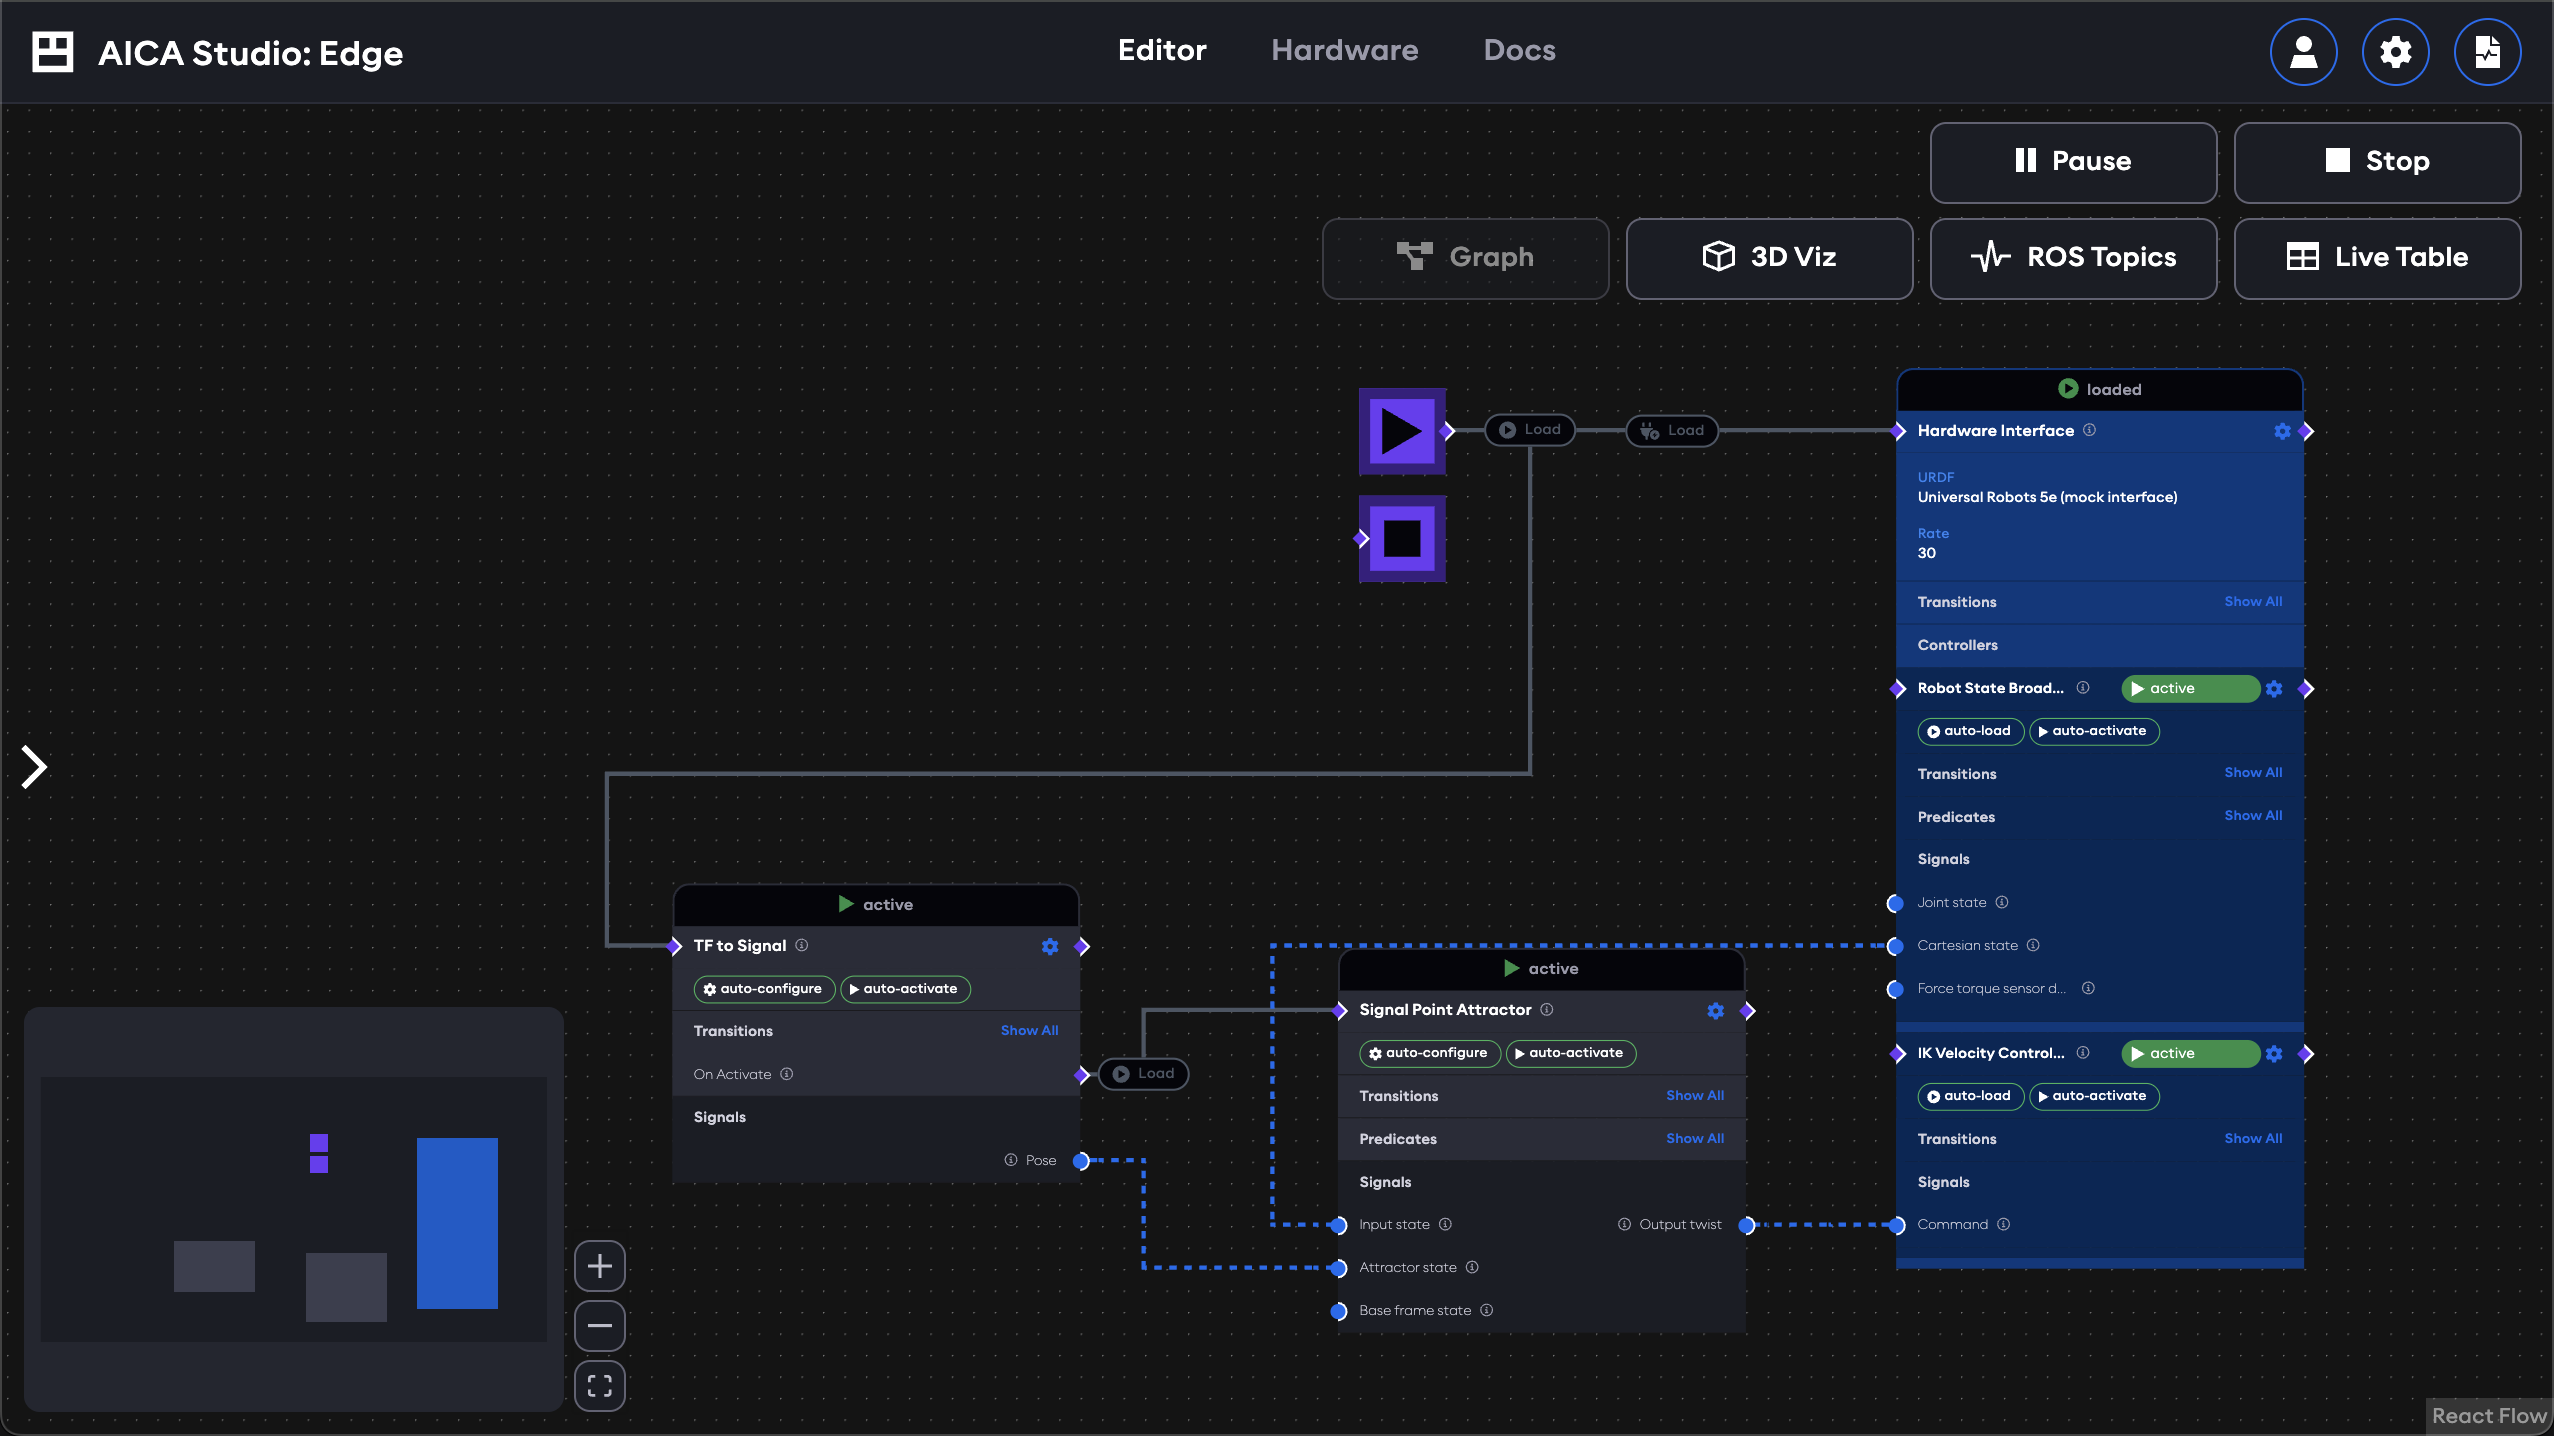 AICA Studio: Edge
Editor
Hardware
Docs
Pause
Stop
Graph
3D Viz
ROS Topics
Live Table
Load
Load
loaded
Hardware Interface
URDF
Universal Robots 5e (mock interface)
Rate
30
Transitions
Show All
Controllers
Robot State Broad...
active
auto-load
auto-activate
Transitions
Show All
Predicates
Show All
Signals
Joint state
Cartesian state
Force torque sensor d...
IK Velocity Control...
active
auto-load
auto-activate
Transitions
Show All
Signals
Command
active
TF to Signal
auto-configure
auto-activate
Transitions
Show All
On Activate
Load
Signals
Pose
active
Signal Point Attractor
auto-configure
auto-activate
Transitions
Show All
Predicates
Show All
Signals
Input state
Output twist
Attractor state
Base frame state
React Flow